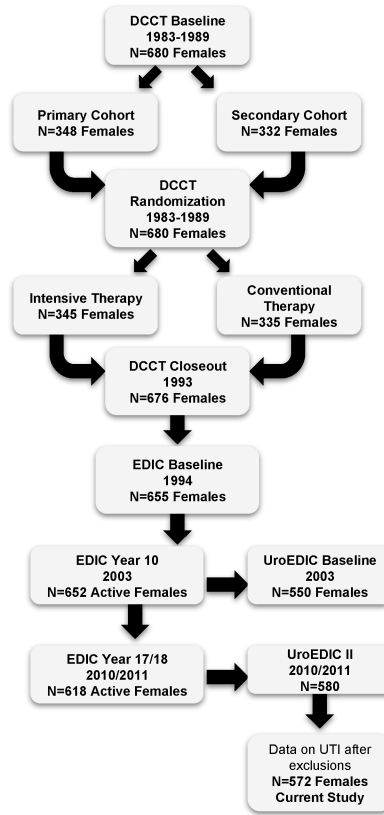 DCCT Baseline
1983-1989
N=680 Females
Primary Cohort
N=348 Females
Secondary Cohort
N=332 Females
DCCT
Randomization
1983-1989
N=680 Females
Intensive Therapy
N=345 Females
Conventional
Therapy
N=335 Females
DCCT Closeout
1993
N=676 Females
EDIC Baseline
1994
N=655 Females
EDIC Year 10
2003
N=652 Active Females
UroEDIC Baseline
2003
N=550 Females
EDIC Year 17/18
2010/2011
N=618 Active Females
UroEDIC II
2010/2011
N=580
Data on UTI after
exclusions
N=572 Females
Current Study